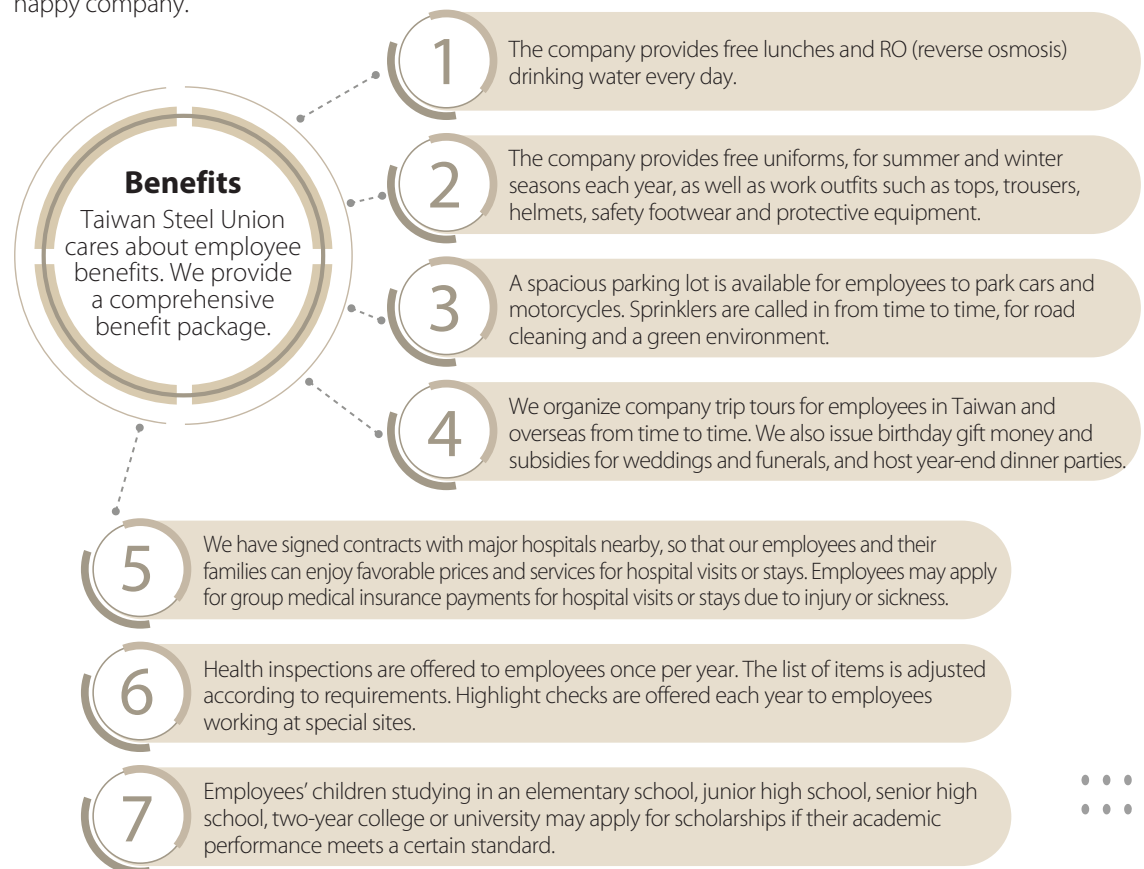 happy company.
Benefits
Taiwan Steel Union
cares about employee
benefits. We provide
a comprehensive
benefit package.
1
The company provides free lunches and RO (reverse osmosis)
drinking water every day.
2
The company provides free uniforms, for summer and winter
seasons each year, as well as work outfits such as tops, trousers,
helmets, safety footwear and protective equipment.
3
A spacious parking lot is available for employees to park cars and
motorcycles. Sprinklers are called in from time to time, for road
cleaning and a green environment.
4
We organize company trip tours for employees in Taiwan and
overseas from time to time. We also issue birthday gift money and
subsidies for weddings and funerals, and host year-end dinner parties.
5
We have signed contracts with major hospitals nearby, so that our employees and their
families can enjoy favorable prices and services for hospital visits or stays. Employees may apply
for group medical insurance payments for hospital visits or stays due to injury or sickness.
6
Health inspections are offered to employees once per year. The list of items is adjusted
according to requirements. Highlight checks are offered each year to employees
working at special sites.
7
Employees’ children studying in an elementary school, junior high school, senior high
school, two-year college or university may apply for scholarships if their academic
performance meets a certain standard.